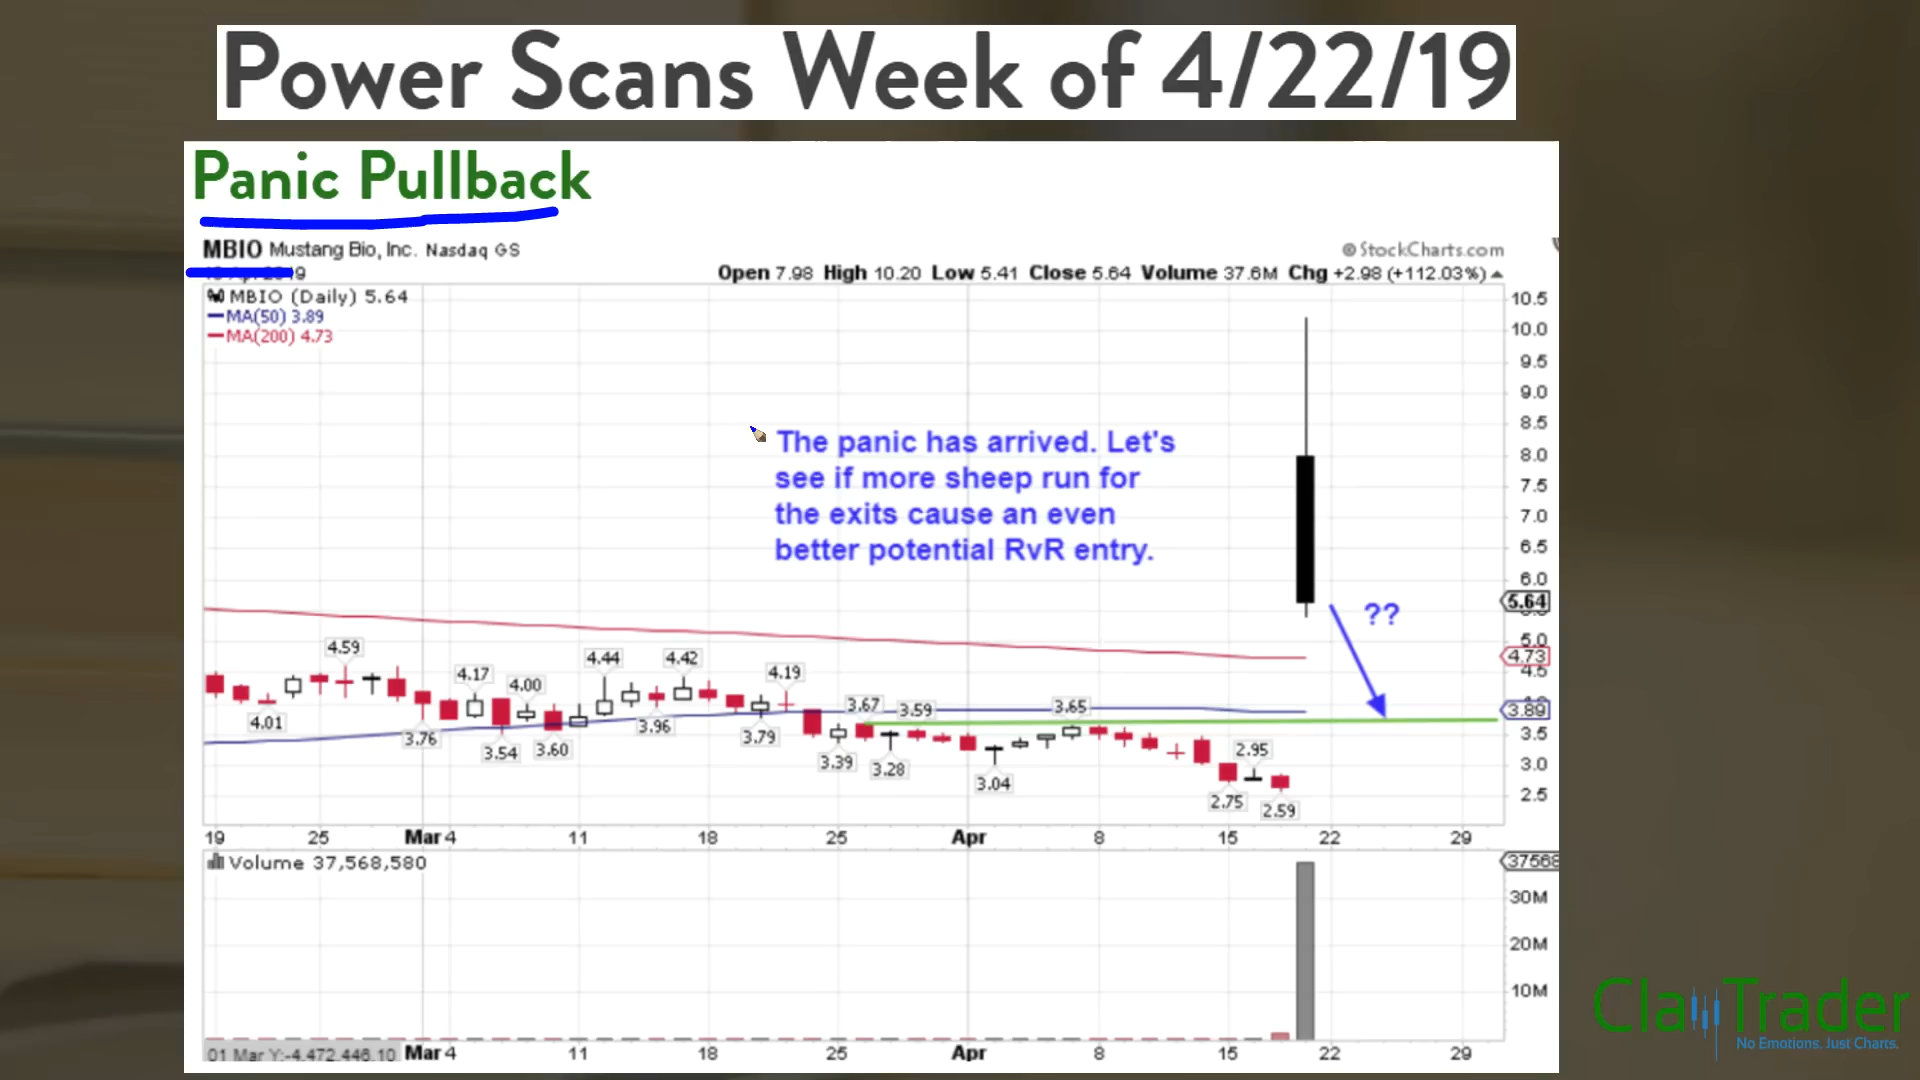 Power Scans Week of 4/22/19
Panic Pullback
MBIO Mustang Bio, Inc. Nasdaq GS
© StockCharts.com
Open 7.98 High 10.20 Low 5.41 Close 5.64 Volume 37.6M Chg +2.98 (+112.03%)
MBIO (Daily) 5.64
MA(50) 3.89
MA(200) 4.73
10.5
10.0
9.5
9.0
8.5
8.0
7.5
7.0
6.5
6.0
5.64
5.0
4.73
4.5
3.89
3.5
3.0
2.5
The panic has arrived. Let's
see if more sheep run for
the exits cause an even
better potential RvR entry.
??
4.59
4.44
4.42
4.17
4.00
4.19
4.01
3.76
3.54
3.60
3.96
3.79
3.67
3.59
3.65
3.39
3.28
3.04
2.95
2.75
2.59
19 25 Mar 4 11 18 25 Apr 8 15 22 29
Volume 37,568,580
37568
30M
20M
10M
01 Mar Y:-4,472,446.10 Mar 4 11 18 25 Apr 8 15 22 29
ClayTrader
No Emotions. Just Charts.